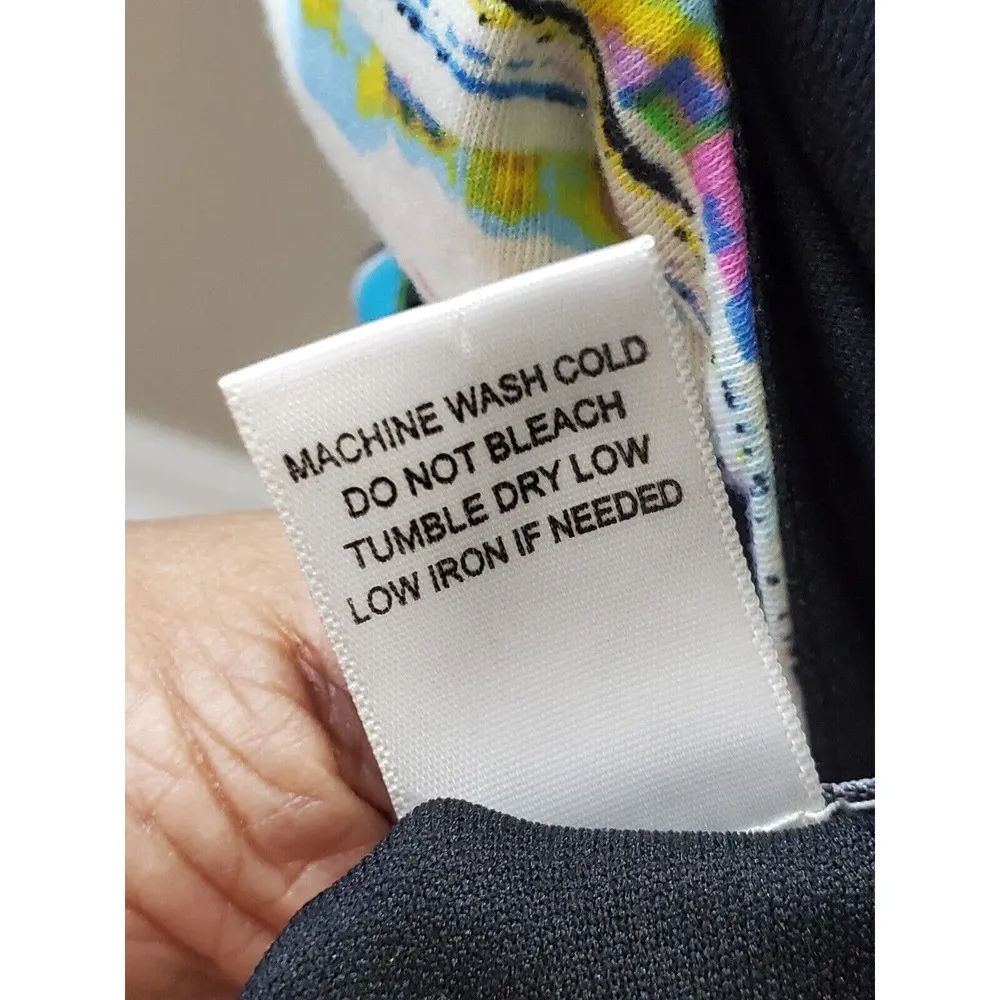 MACHINE WASH COLD
DO NOT BLEACH
TUMBLE DRY LOW
LOW IRON IF NEEDED